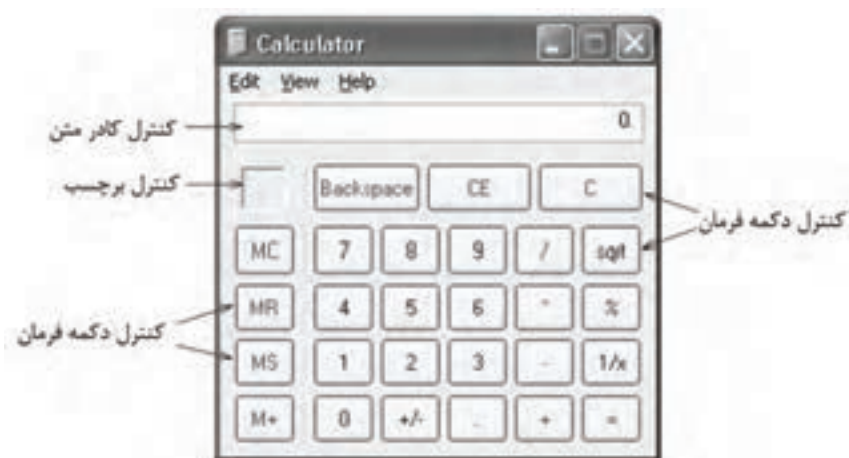 Calculator
Edit View Help
0.
کنترل کادر متن
کنترل برچسب
Backspace CE C
کنترل دکمه فرمان
MC 7 8 9 / sqrt
MR 4 5 6 * %
کنترل دکمه فرمان
MS 1 2 3 - 1/x
M+ 0 +/- . + =